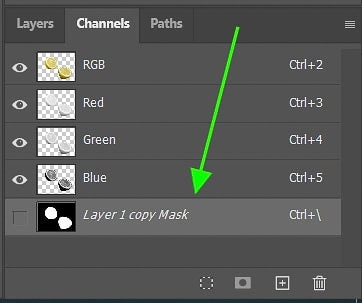 Layers Channels Paths
RGB Ctrl+2
Red Ctrl+3
Green Ctrl+4
Blue Ctrl+5
Layer 1 copy Mask Ctrl+\